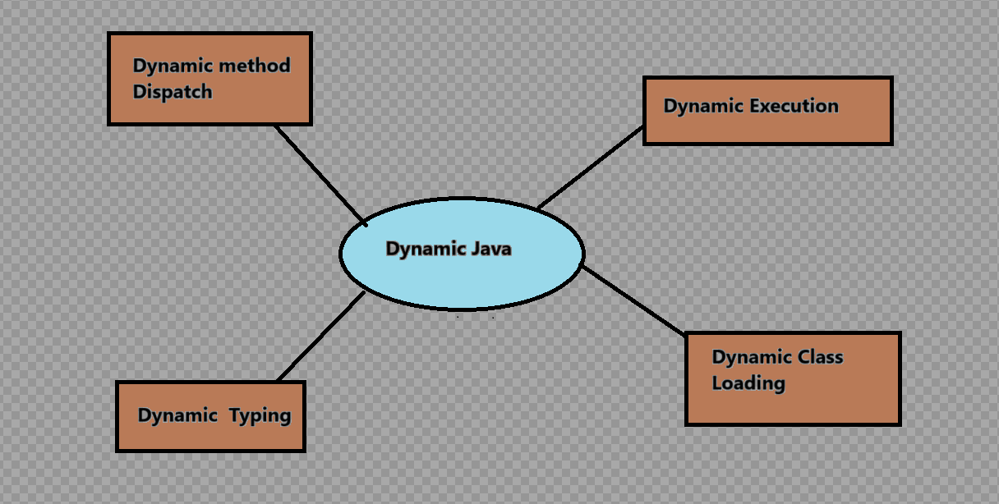 Dynamic method
Dispatch
Dynamic Execution
Dynamic Java
Dynamic Class
Loading
Dynamic  Typing